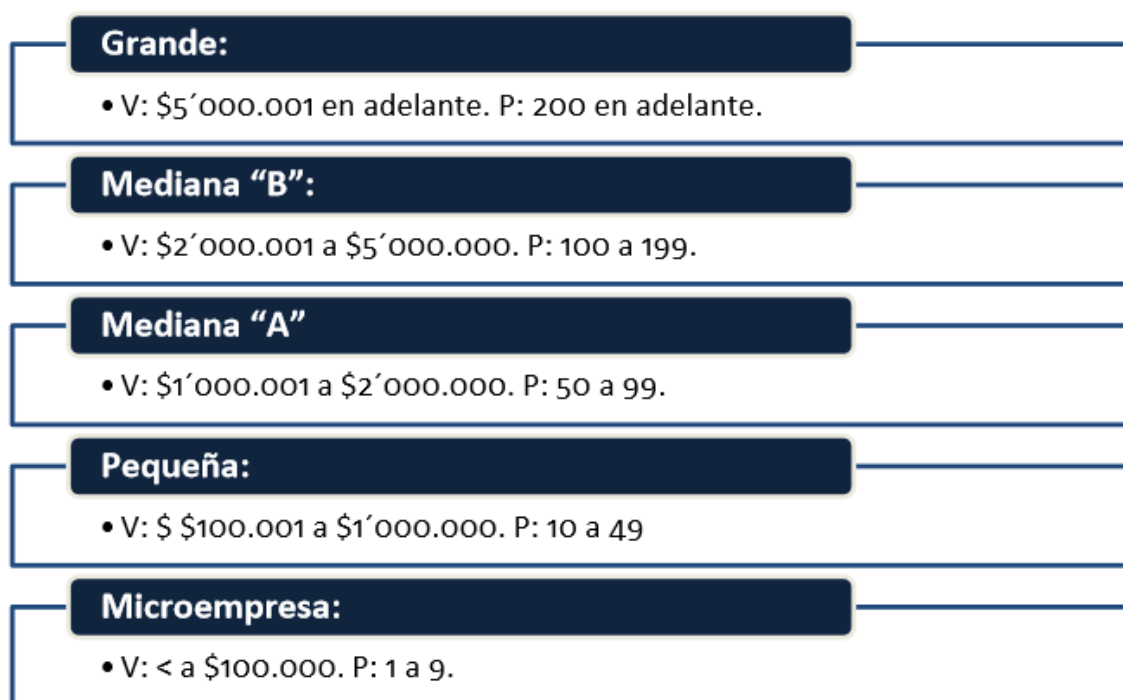 Grande:
• V: $5´000.001 en adelante. P: 200 en adelante.
Mediana “B”:
• V: $2´000.001 a $5´000.000. P: 100 a 199.
Mediana “A”
• V: $1´000.001 a $2´000.000. P: 50 a 99.
Pequeña:
• V: $ $100.001 a $1´000.000. P: 10 a 49
Microempresa:
• V: < a $100.000. P: 1 a 9.